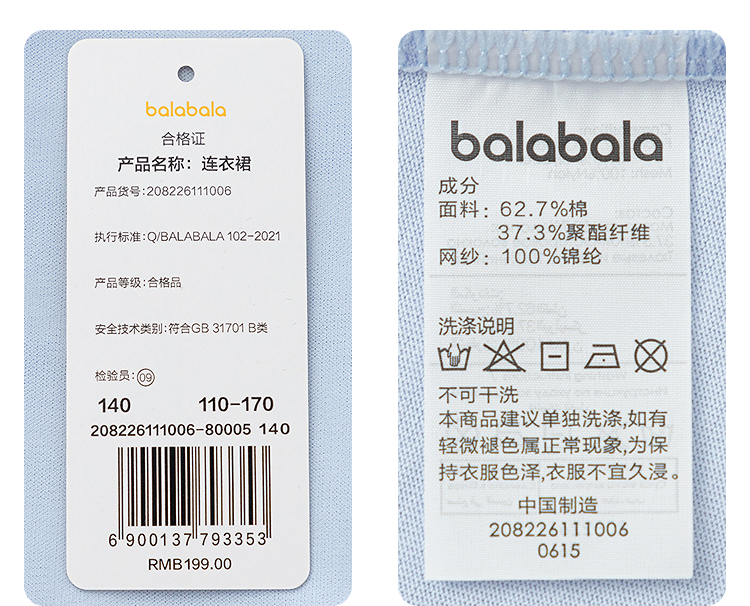 balabala
合格证
产品名称：连衣裙
产品货号:208226111006
执行标准:Q/BALABALA 102-2021
产品等级:合格品
安全技术类别:符合GB 31701 B类
检验员:09
140 110-170
208226111006-80005 140
6 900137 793353
RMB199.00
balabala
成分
面料: 62.7%棉
37.3%聚酯纤维
网纱: 100%锦纶
洗涤说明
不可干洗
本商品建议单独洗涤,如有
轻微褪色属正常现象,为保
持衣服色泽,衣服不宜久浸。
中国制造
208226111006
0615